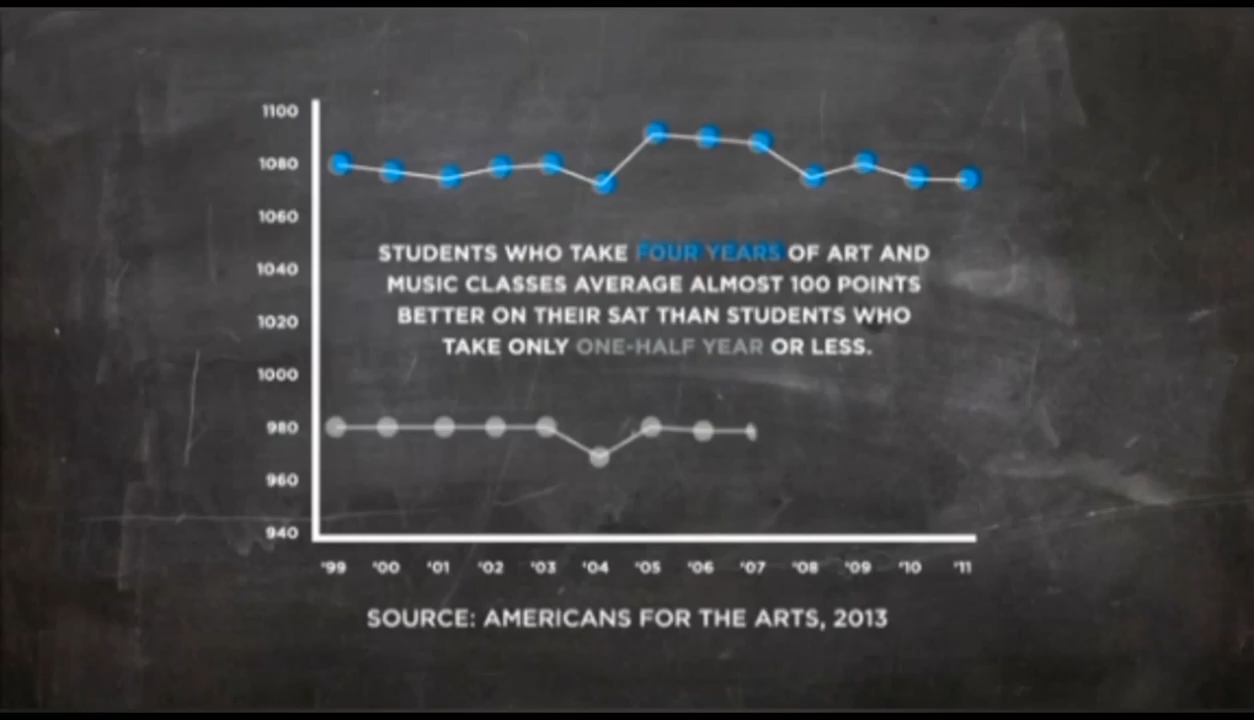 1100
1080
1060
1040
1020
1000
980
960
940
STUDENTS WHO TAKE FOUR YEARS OF ART AND
MUSIC CLASSES AVERAGE ALMOST 100 POINTS
BETTER ON THEIR SAT THAN STUDENTS WHO
TAKE ONLY ONE-HALF YEAR OR LESS.
'99 '00 '01 '02 '03 '04 '05 '06 '07 '08 '09 '10 '11
SOURCE: AMERICANS FOR THE ARTS, 2013